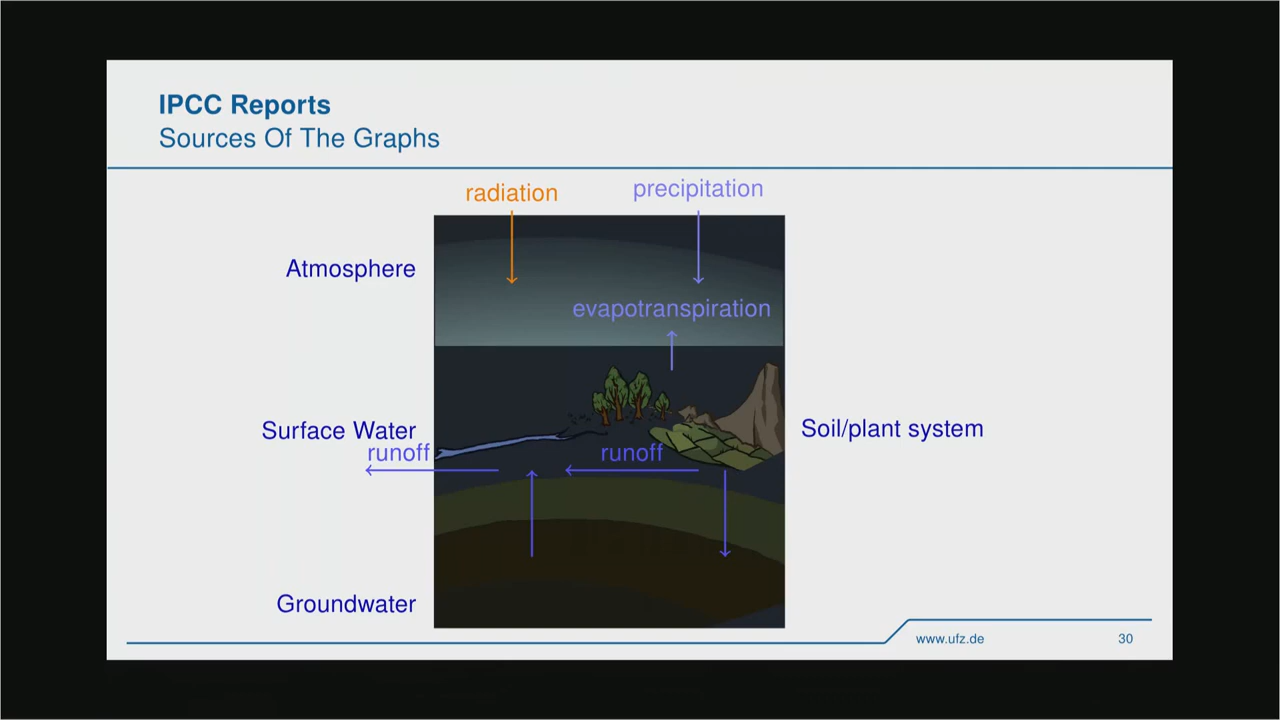 IPCC Reports
Sources Of The Graphs
radiation
precipitation
Atmosphere
evapotranspiration
Surface Water
Soil/plant system
runoff
runoff
Groundwater
www.ufz.de
30